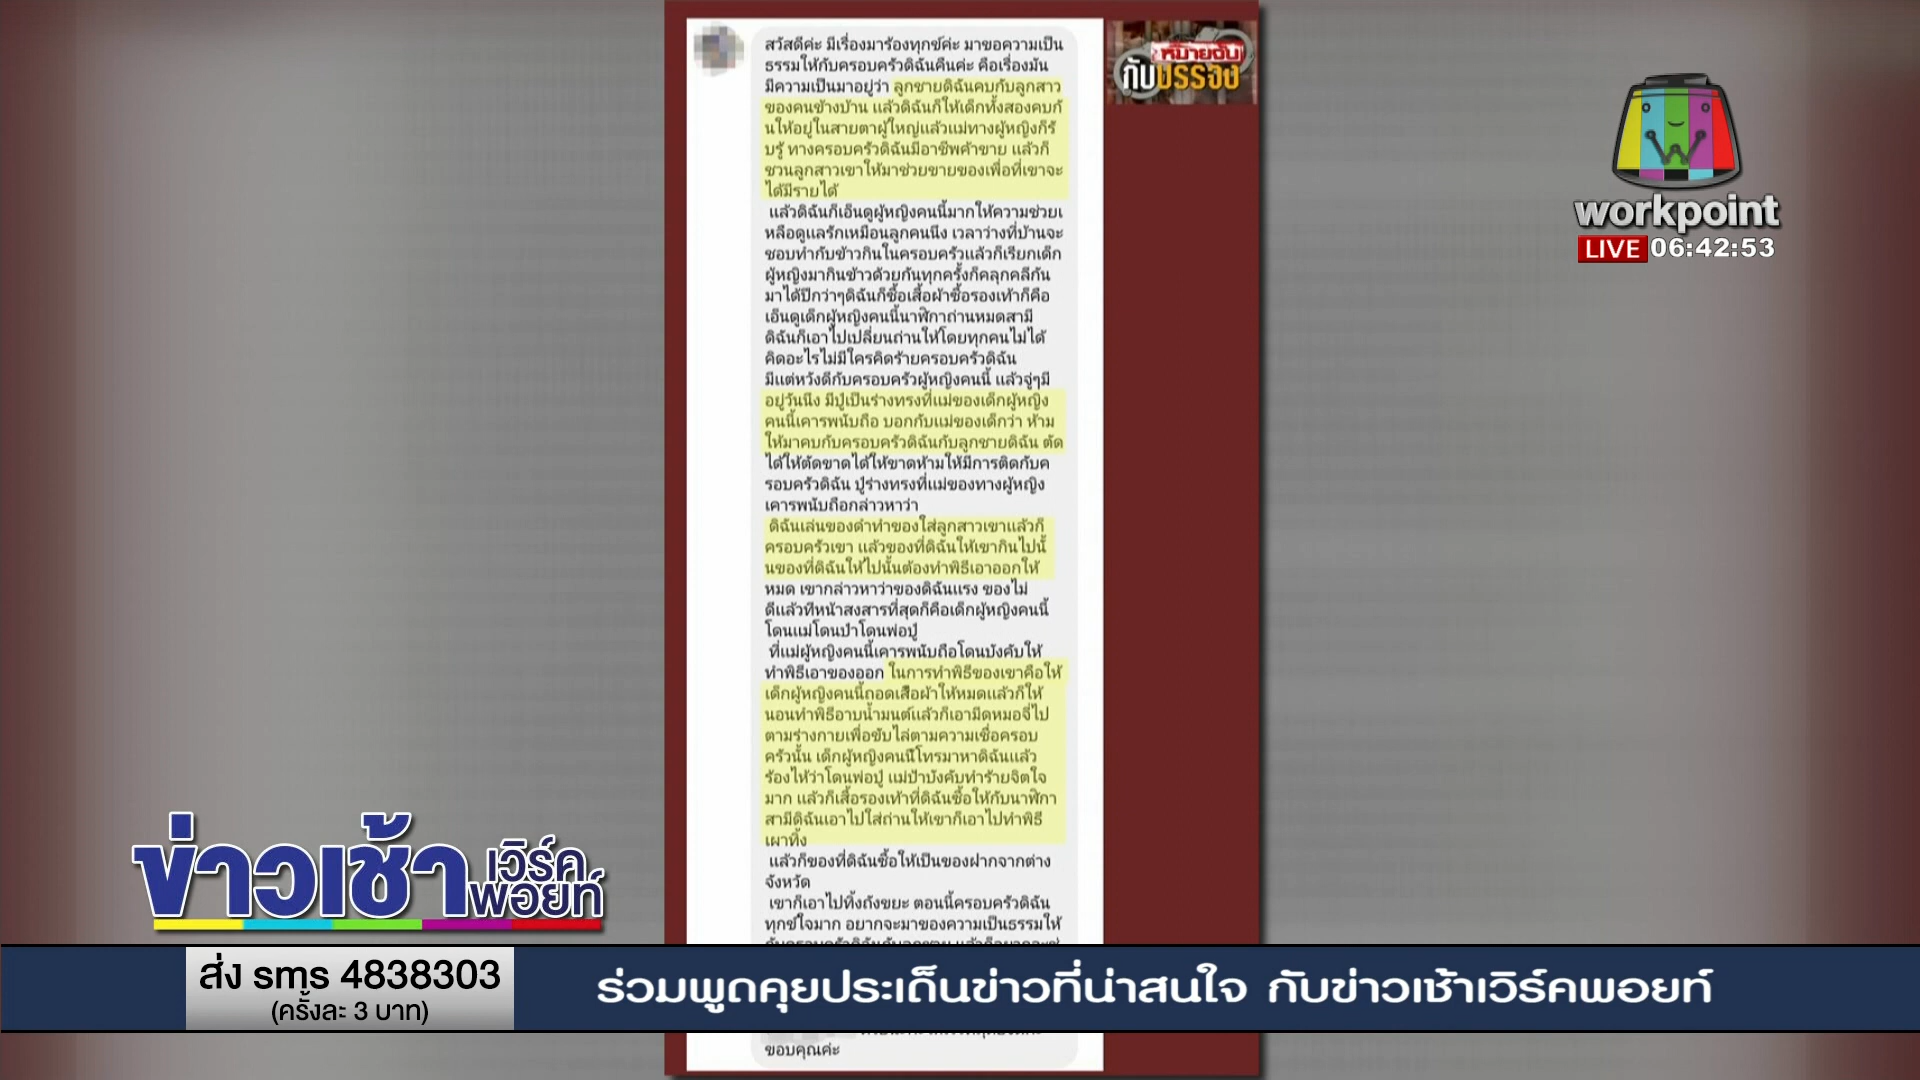 สวัสดีค่ะ มีเรื่องมาร้องทุกข์ค่ะ มาขอความเป็น
ธรรมให้กับครอบครัวดิฉันคืนค่ะ คือเรื่องมัน
มีความเป็นมาอยู่ว่า ลูกชายดิฉันคบกับลูกสาว
ของคนข้างบ้าน แล้วดิฉันก็ให้เด็กทั้งสองคบกั
นให้อยู่ในสายตาผู้ใหญ่แล้วแม่ทางผู้หญิงก็รั
บรู้ ทางครอบครัวดิฉันมีอาชีพค้าขาย แล้วก็
ชวนลูกสาวเขาให้มาช่วยขายของเพื่อที่เขาจะ
ได้มีรายได้
แล้วดิฉันก็เอ็นดูผู้หญิงคนนี้มากให้ความช่วยเ
หลือดูแลรักเหมือนลูกคนนึง เวลาว่างที่บ้านจะ
ชอบทำกับข้าวกินในครอบครัวแล้วก็เรียกเด็ก
ผู้หญิงมากินข้าวด้วยกันทุกครั้งก็คลุกคลีกัน
มาได้ปีกว่าๆดิฉันก็ซื้อเสื้อผ้าซื้อรองเท้าก็คือ
เอ็นดูเด็กผู้หญิงคนนี้นาฬิกาถ่านหมดสามี
ดิฉันก็เอาไปเปลี่ยนถ่านให้โดยทุกคนไม่ได้
คิดอะไรไม่มีใครคิดร้ายครอบครัวดิฉัน
มีแต่หวังดีกับครอบครัวผู้หญิงคนนี้ แล้วจู่ๆมี
อยู่วันนึง มีปู่เป็นร่างทรงที่แม่ของเด็กผู้หญิง
คนนี้เคารพนับถือ บอกกับแม่ของเด็กว่า ห้าม
ให้มาคบกับครอบครัวดิฉันกับลูกชายดิฉัน ตัด
ได้ให้ตัดขาดได้ให้ขาดห้ามให้มีการติดกับค
รอบครัวดิฉัน ปู่ร่างทรงที่แม่ของทางผู้หญิง
เคารพนับถือกล่าวหาว่า
ดิฉันเล่นของดำทำของใส่ลูกสาวเขาแล้วก็
ครอบครัวเขา แล้วของที่ดิฉันให้เขากินไปนั้
นของที่ดิฉันให้ไปนั้นต้องทำพิธีเอาออกให้
หมด เขากล่าวหาว่าของดิฉันแรง ของไม่
ดีแล้วทีหน้าสงสารที่สุดก็คือเด็กผู้หญิงคนนี้
โดนแม่โดนป้าโดนพ่อปู่
ที่แม่ผู้หญิงคนนี้เคารพนับถือโดนบังคับให้
ทำพิธีเอาของออก ในการทำพิธีของเขาคือให้
เด็กผู้หญิงคนนี้ถอดเสื้อผ้าให้หมดแล้วก็ให้
นอนทำพิธีอาบน้ำมนต์แล้วก็เอามีดหมอจี้ไป
ตามร่างกายเพื่อขับไล่ตามความเชื่อครอบ
ครัวนั้น เด็กผู้หญิงคนนี้โทรมาหาดิฉันแล้ว
ร้องไห้ว่าโดนพ่อปู่ แม่ป้าบังคับทำร้ายจิตใจ
มาก แล้วก็เสื้อรองเท้าที่ดิฉันซื้อให้กับนาฬิกา
สามีดิฉันเอาไปใส่ถ่านให้เขาก็เอาไปทำพิธี
เผาทิ้ง
แล้วก็ของที่ดิฉันซื้อให้เป็นของฝากจากต่าง
จังหวัด
เขาก็เอาไปทิ้งถังขยะ ตอนนี้ครอบครัวดิฉัน
ทุกข์ใจมาก อยากจะมาของความเป็นธรรมให้
ขอบคุณค่ะ
หมายจับ
กับบรรจง
workpoint
LIVE 06:42:53
ข่าวเช้า เวิร์ค
พอยท์
ส่ง sms 4838303
(ครั้งละ 3 บาท)
ร่วมพูดคุยประเด็นข่าวที่น่าสนใจ กับข่าวเช้าเวิร์คพอยท์